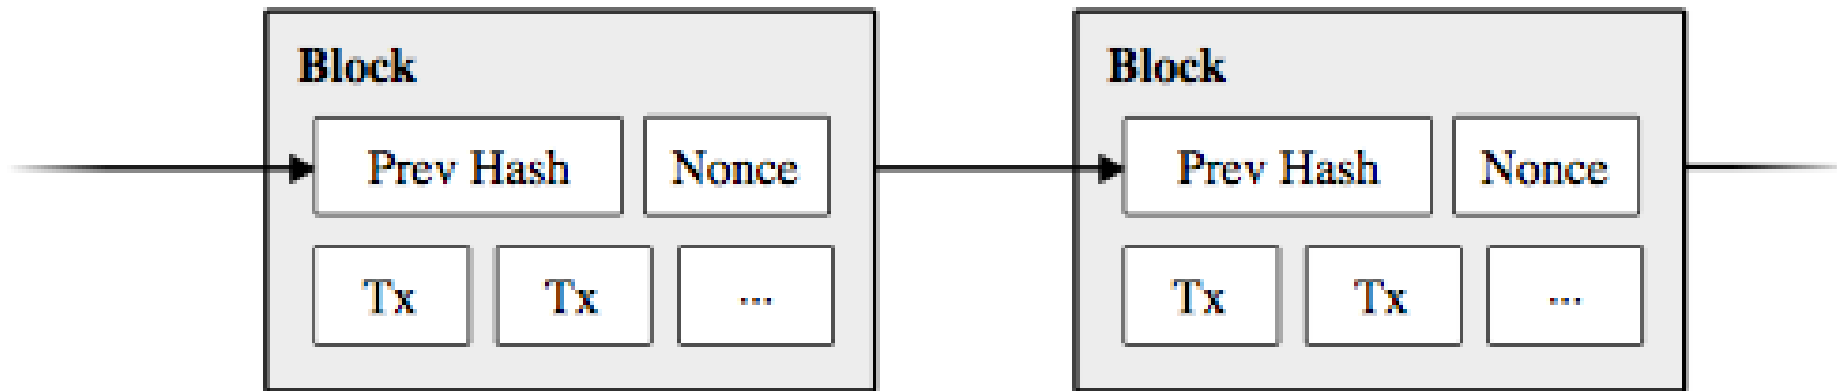 Block
Prev Hash
Nonce
Tx
Tx
...
Block
Prev Hash
Nonce
Tx
Tx
...